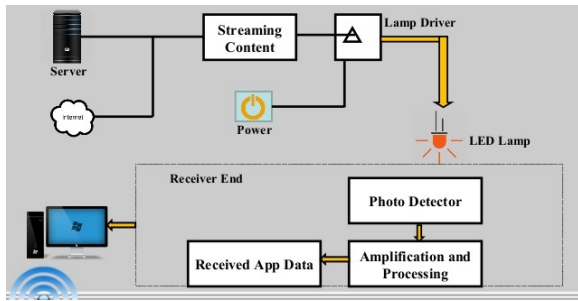 Server
Internet
Streaming
Content
Lamp Driver
Power
LED Lamp
Receiver End
Photo Detector
Amplification and
Processing
Received App Data